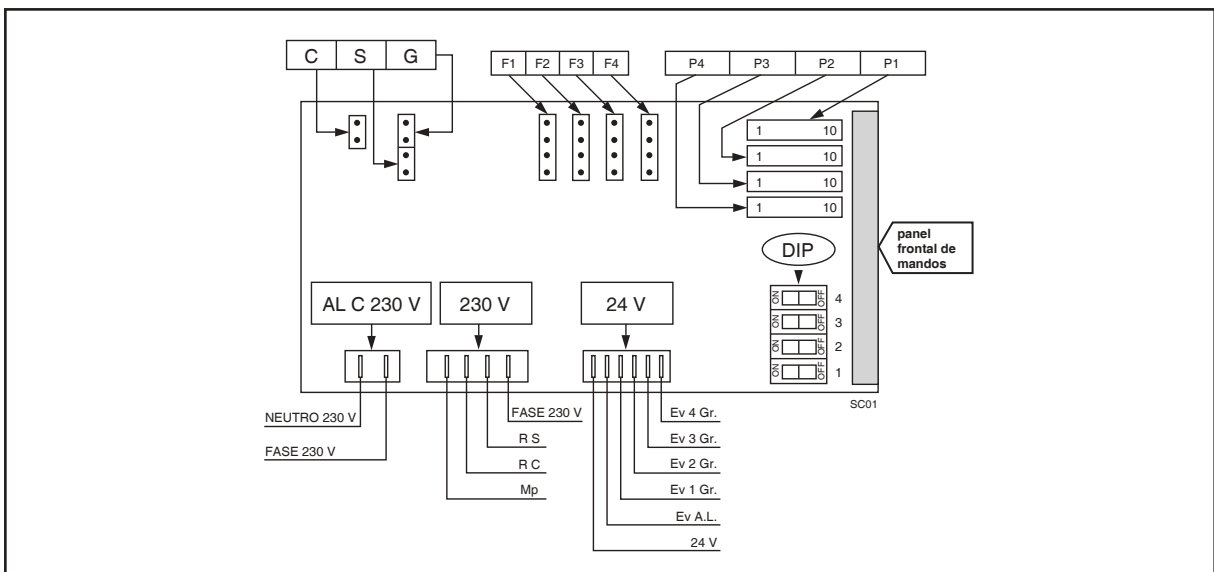 C S G
F1 F2 F3 F4
P4 P3 P2 P1
1 10
1 10
1 10
1 10
panel
frontal de
mandos
DIP
ON OFF 4
ON OFF 3
ON OFF 2
ON OFF 1
AL C 230 V
230 V
24 V
SC01
NEUTRO 230 V
FASE 230 V
FASE 230 V
R S
R C
Mp
Ev 4 Gr.
Ev 3 Gr.
Ev 2 Gr.
Ev 1 Gr.
Ev A.L.
24 V